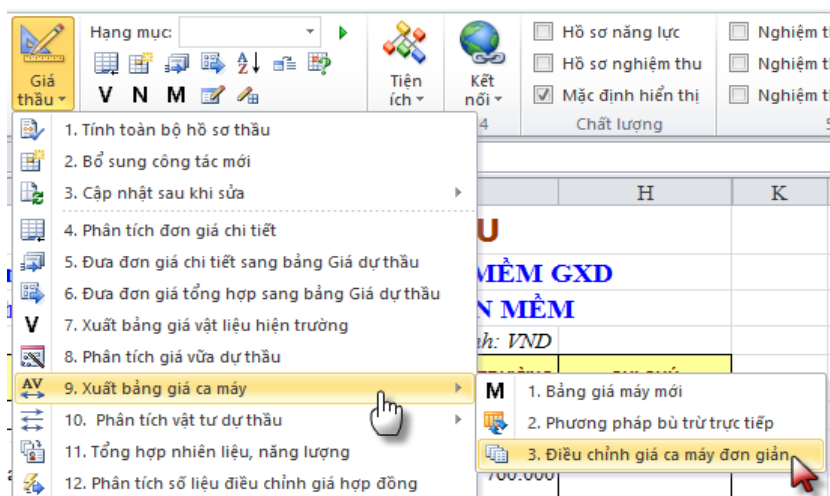 Hạng mục:
Giá thầu
V N M
Tiện ích
Kết nối
Hồ sơ năng lực
Hồ sơ nghiệm thu
Mặc định hiển thị
Chất lượng
Nghiệm t
Nghiệm t
Nghiệm t
4
1. Tính toàn bộ hồ sơ thầu
2. Bổ sung công tác mới
3. Cập nhật sau khi sửa
4. Phân tích đơn giá chi tiết
5. Đưa đơn giá chi tiết sang bảng Giá dự thầu
6. Đưa đơn giá tổng hợp sang bảng Giá dự thầu
V 7. Xuất bảng giá vật liệu hiện trường
8. Phân tích giá vữa dự thầu
AV 9. Xuất bảng giá ca máy
10. Phân tích vật tư dự thầu
11. Tổng hợp nhiên liệu, năng lượng
12. Phân tích số liệu điều chỉnh giá hợp đồng
H K
U
MỀM GXD
N MỀM
nh: VND
M 1. Bảng giá máy mới
2. Phương pháp bù trừ trực tiếp
3. Điều chỉnh giá ca máy đơn giản
700.000